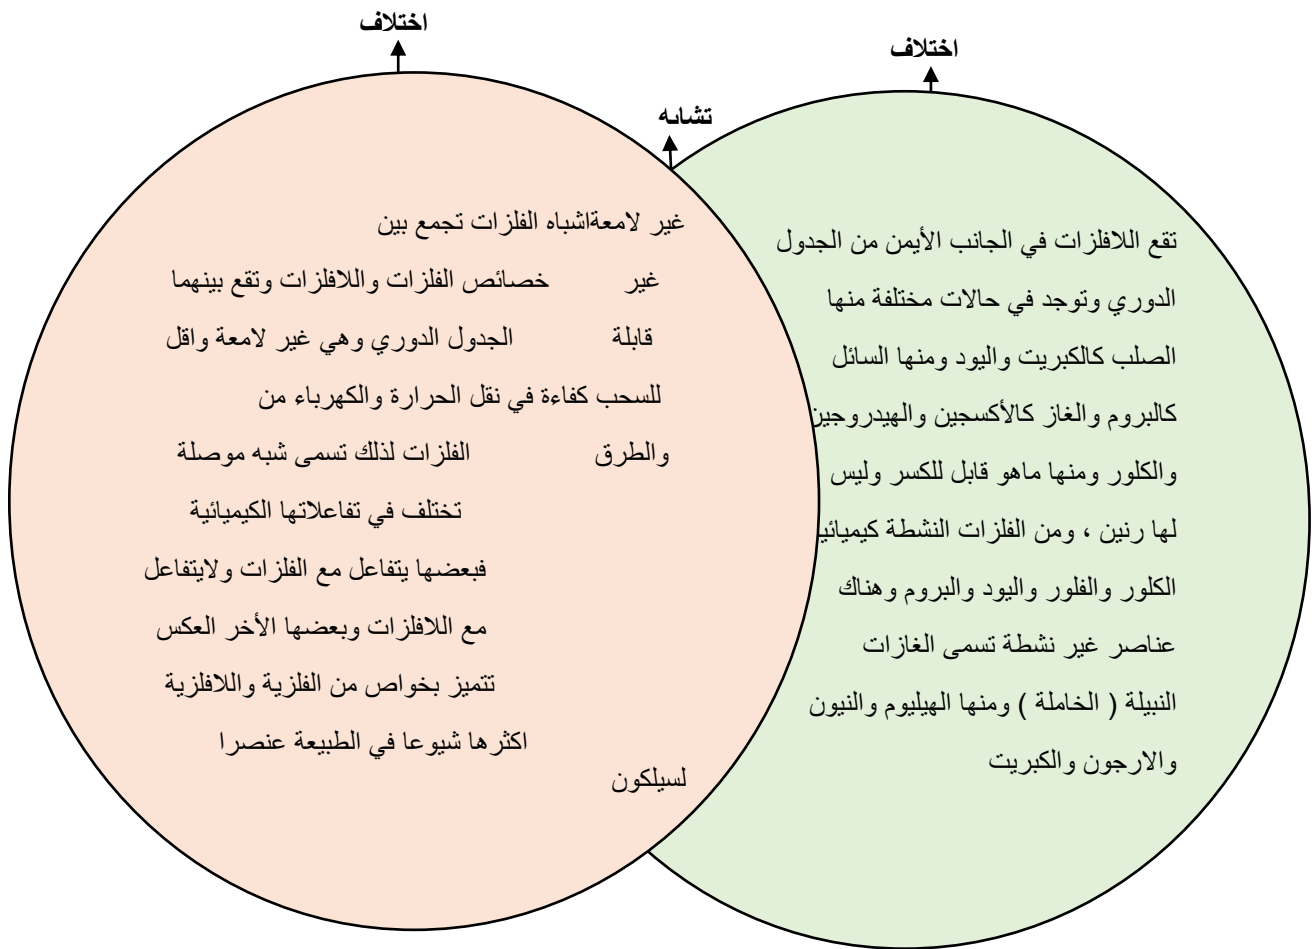 اختلاف
اختلاف
تشابه
تقع اللافلزات في الجانب الأيمن من الجدول
الدوري وتوجد في حالات مختلفة منها
الصلب كالكبريت واليود ومنها السائل
كالبروم والغاز كالأكسجين والهيدروجين
والكلور ومنها ماهو قابل للكسر وليس
لها رنين ، ومن الفلزات النشطة كيميائي
الكلور والفلور واليود والبروم وهناك
عناصر غير نشطة تسمى الغازات
النبيلة ( الخاملة ) ومنها الهيليوم والنيون
والارجون والكبريت
غير لامعةاشباه الفلزات تجمع بين
غير خصائص الفلزات واللافلزات وتقع بينهما
قابلة الجدول الدوري وهي غير لامعة واقل
للسحب كفاءة في نقل الحرارة والكهرباء من
والطرق الفلزات لذلك تسمى شبه موصلة
تختلف في تفاعلاتها الكيميائية
فبعضها يتفاعل مع الفلزات ولايتفاعل
مع اللافلزات وبعضها الأخر العكس
تتميز بخواص من الفلزية واللافلزية
اكثرها شيوعا في الطبيعة عنصرا
لسيلكون